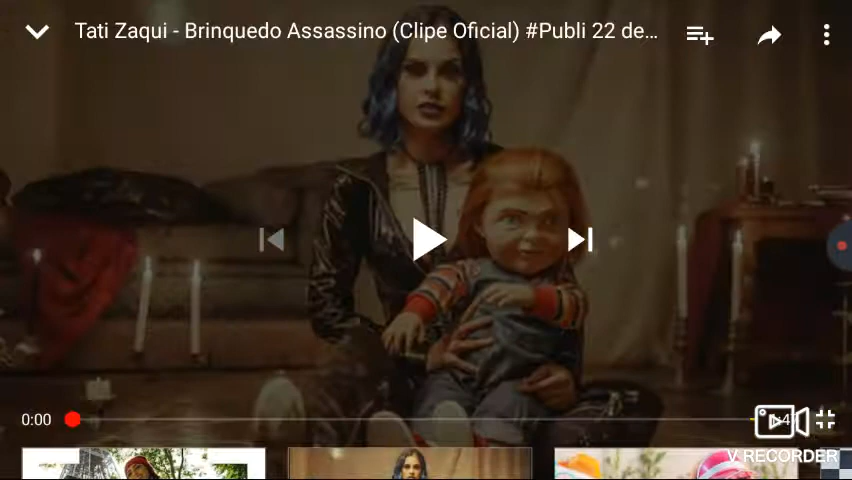 Tati Zaqui - Brinquedo Assassino (Clipe Oficial) #Publi 22 de...
0:00
V RECORDER